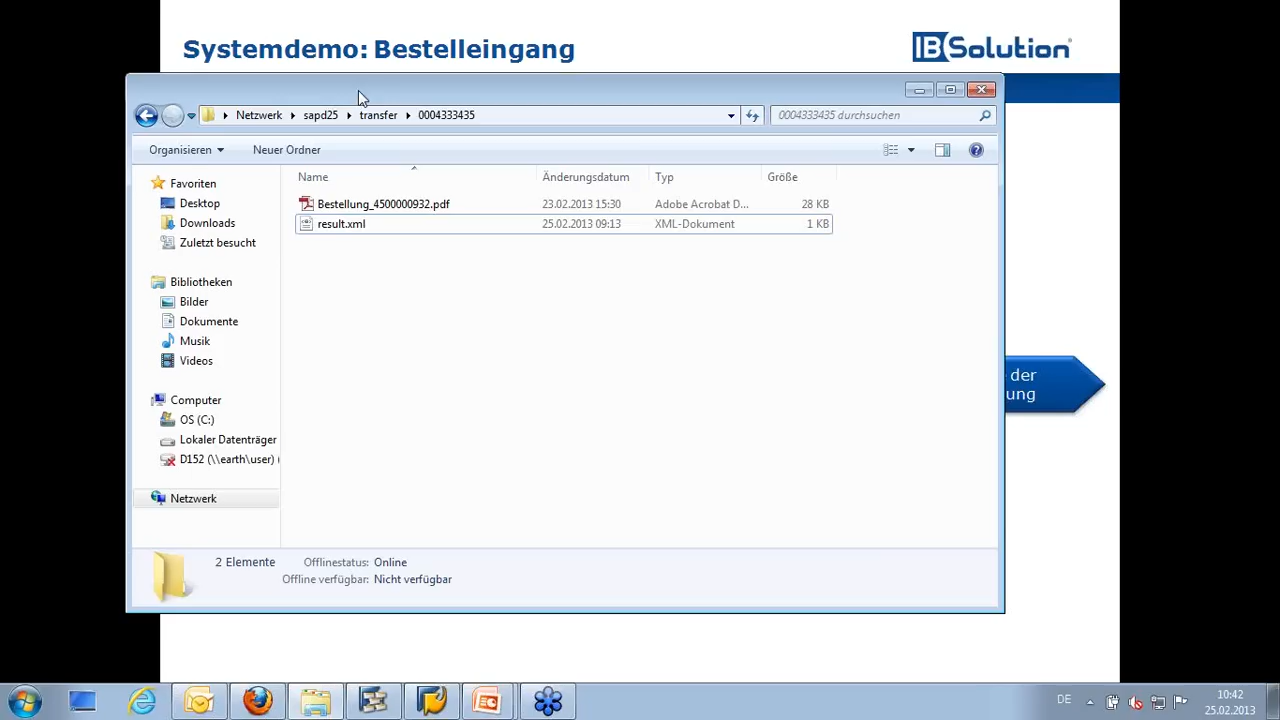 Systemdemo: Bestelleingang
IBSolution
Netzwerk ▸ sapd25 ▸ transfer ▸ 0004333435
0004333435 durchsuchen
Organisieren
Neuer Ordner
Name Änderungsdatum Typ Größe
Bestellung_4500000932.pdf 23.02.2013 15:30 Adobe Acrobat D... 28 KB
result.xml 25.02.2013 09:13 XML-Dokument 1 KB
Favoriten
Desktop
Downloads
Zuletzt besucht
Bibliotheken
Bilder
Dokumente
Musik
Videos
Computer
OS (C:)
Lokaler Datenträger
D152 (\\earth\user) (
Netzwerk
der
ung
2 Elemente
Offlinestatus: Online
Offline verfügbar: Nicht verfügbar
DE
10:42
25.02.2013